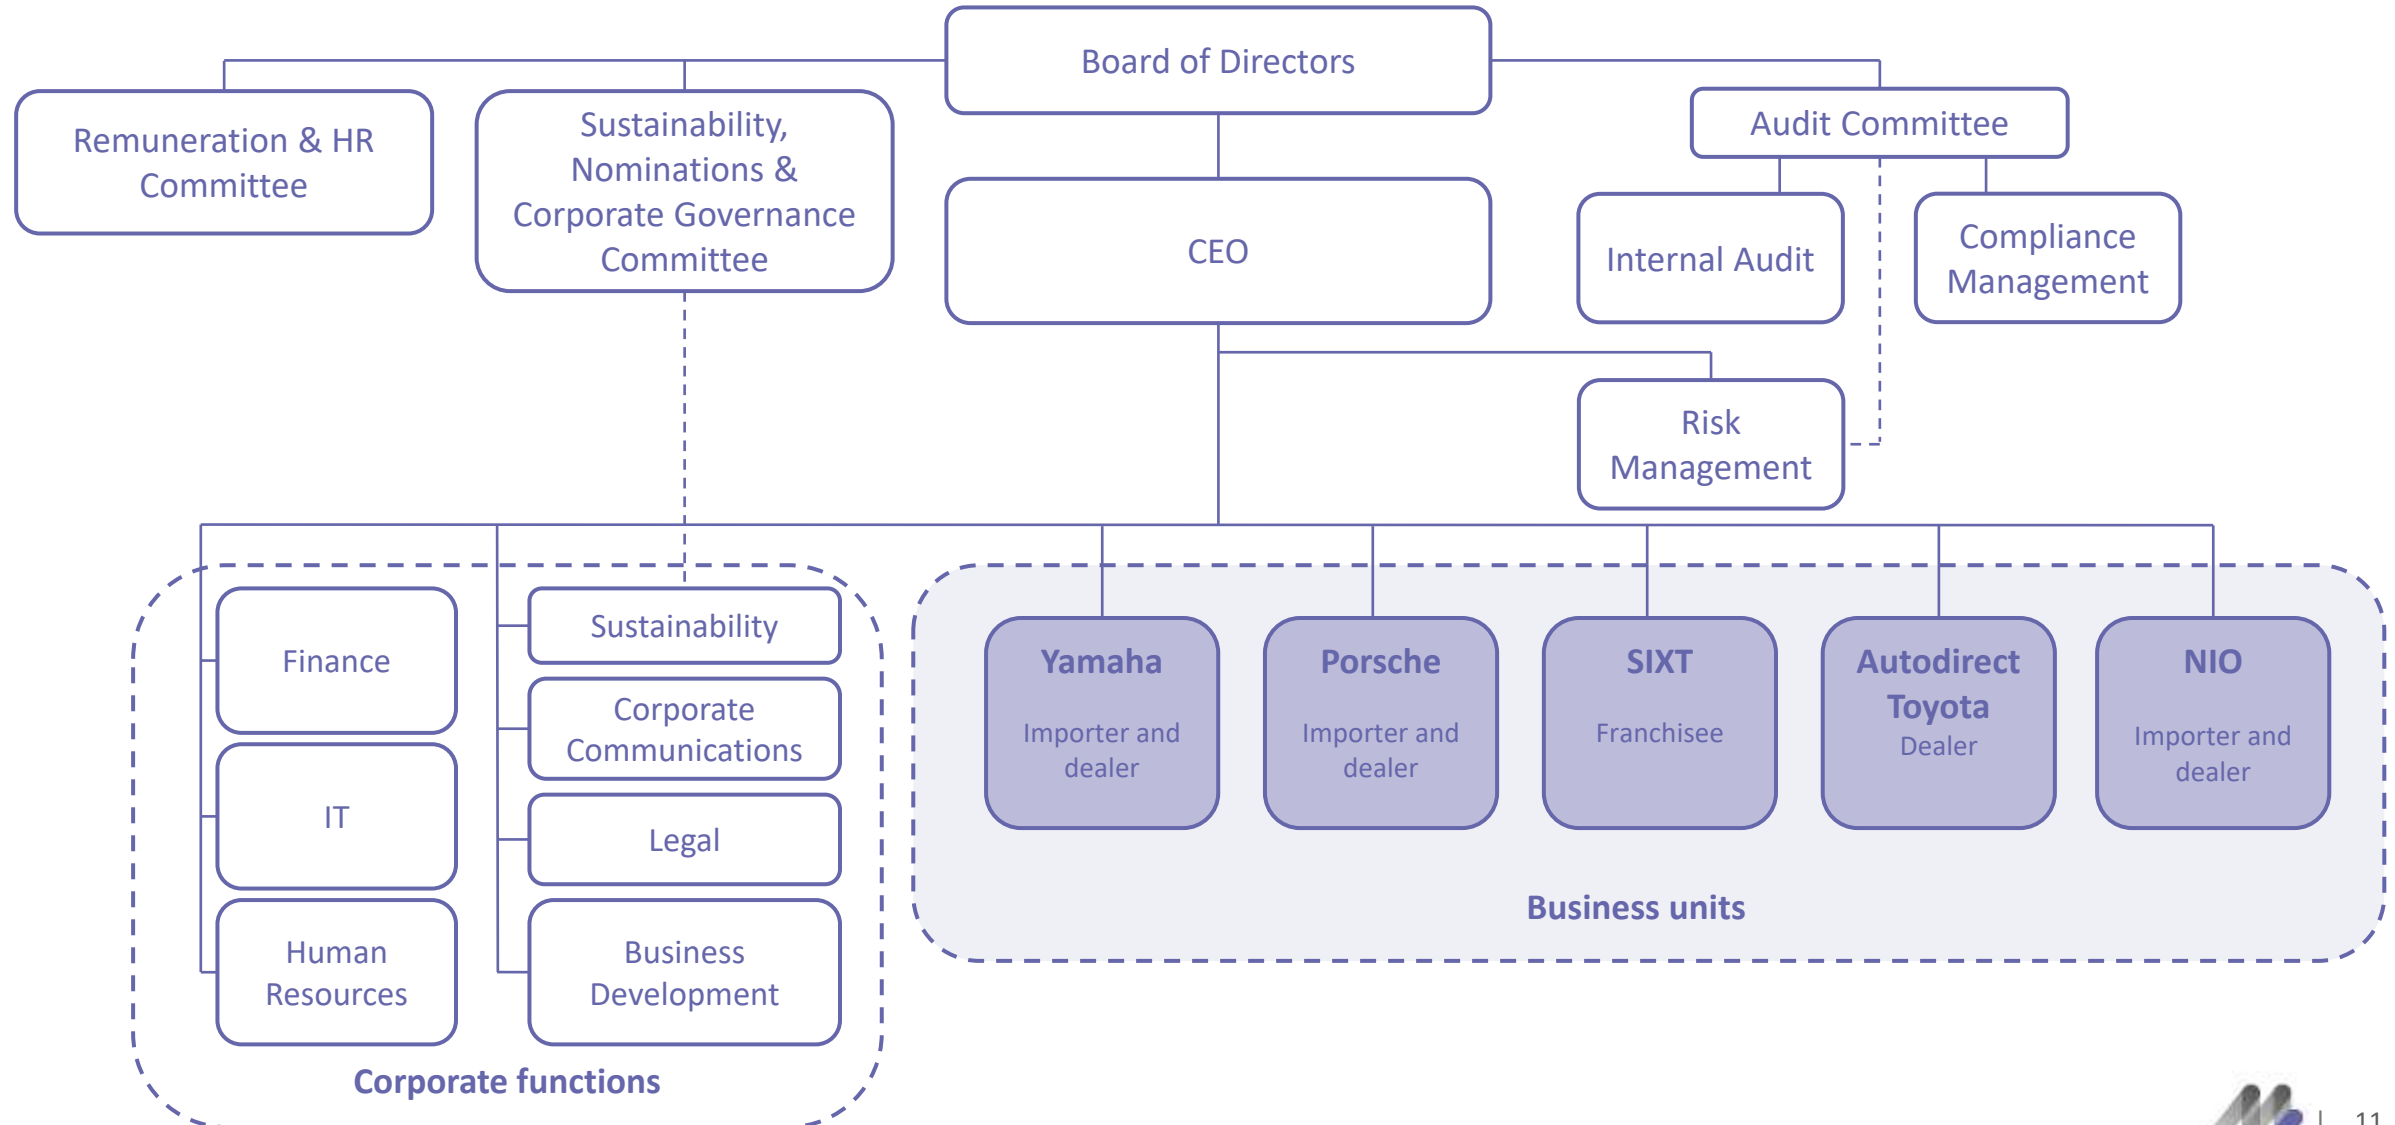 Board of Directors
Remuneration & HR
Committee
Sustainability,
Nominations &
Corporate Governance
Committee
Audit Committee
CEO
Internal Audit
Compliance
Management
Risk
Management
Finance
IT
Human
Resources
Sustainability
Corporate
Communications
Legal
Business
Development
Corporate functions
Yamaha
Importer and
dealer
Porsche
Importer and
dealer
SIXT
Franchisee
Autodirect
Toyota
Dealer
NIO
Importer and
dealer
Business units
| 11